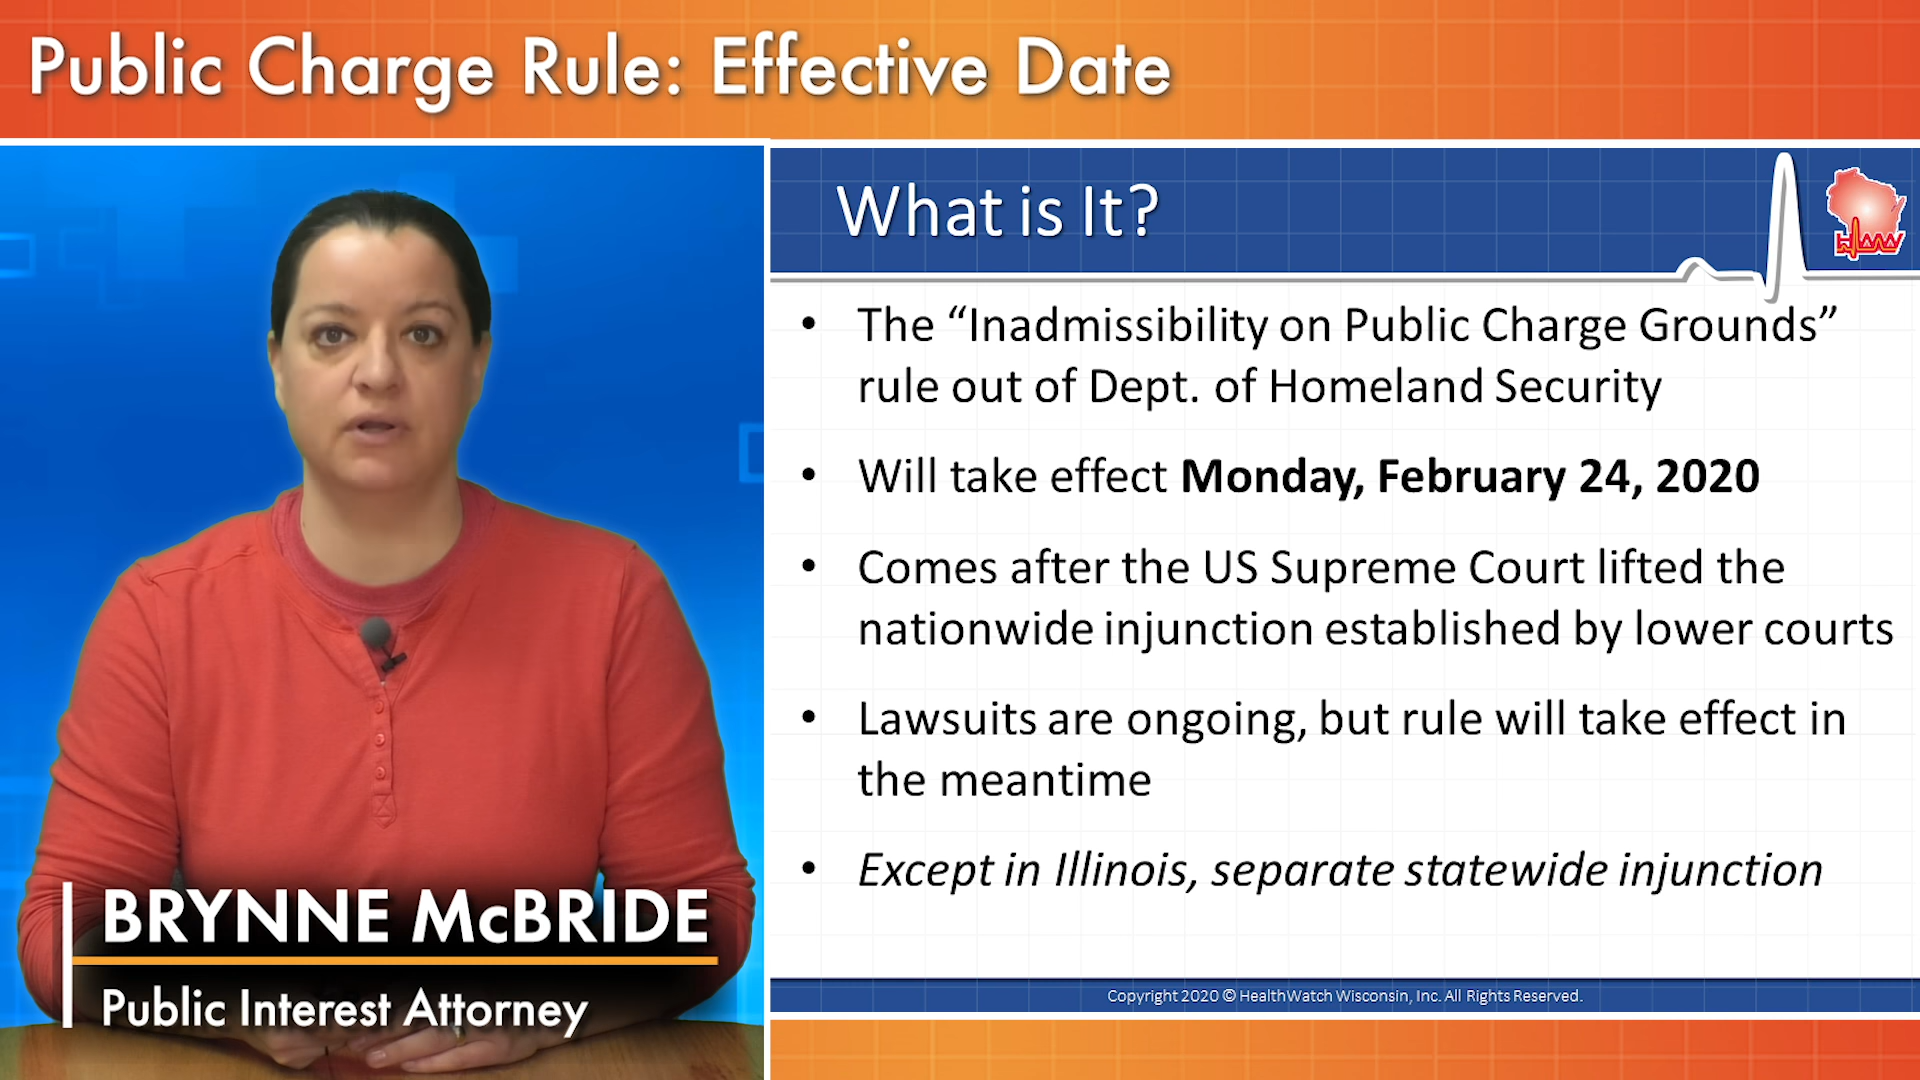 Public Charge Rule: Effective Date
What is It?
• The “Inadmissibility on Public Charge Grounds”
rule out of Dept. of Homeland Security
• Will take effect Monday, February 24, 2020
• Comes after the US Supreme Court lifted the
nationwide injunction established by lower courts
• Lawsuits are ongoing, but rule will take effect in
the meantime
• Except in Illinois, separate statewide injunction
BRYNNE McBRIDE
Public Interest Attorney
Copyright 2020 © HealthWatch Wisconsin, Inc. All Rights Reserved.